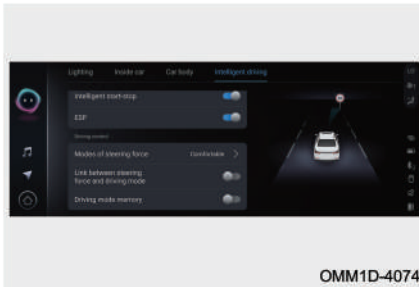 Lighting
Inside car
Car body
Intelligent driving
Intelligent start-stop
ESP
Driving control
Modes of steering force
Comfortable
Link between steering
force and driving mode
Driving mode memory
OMM1D-4074